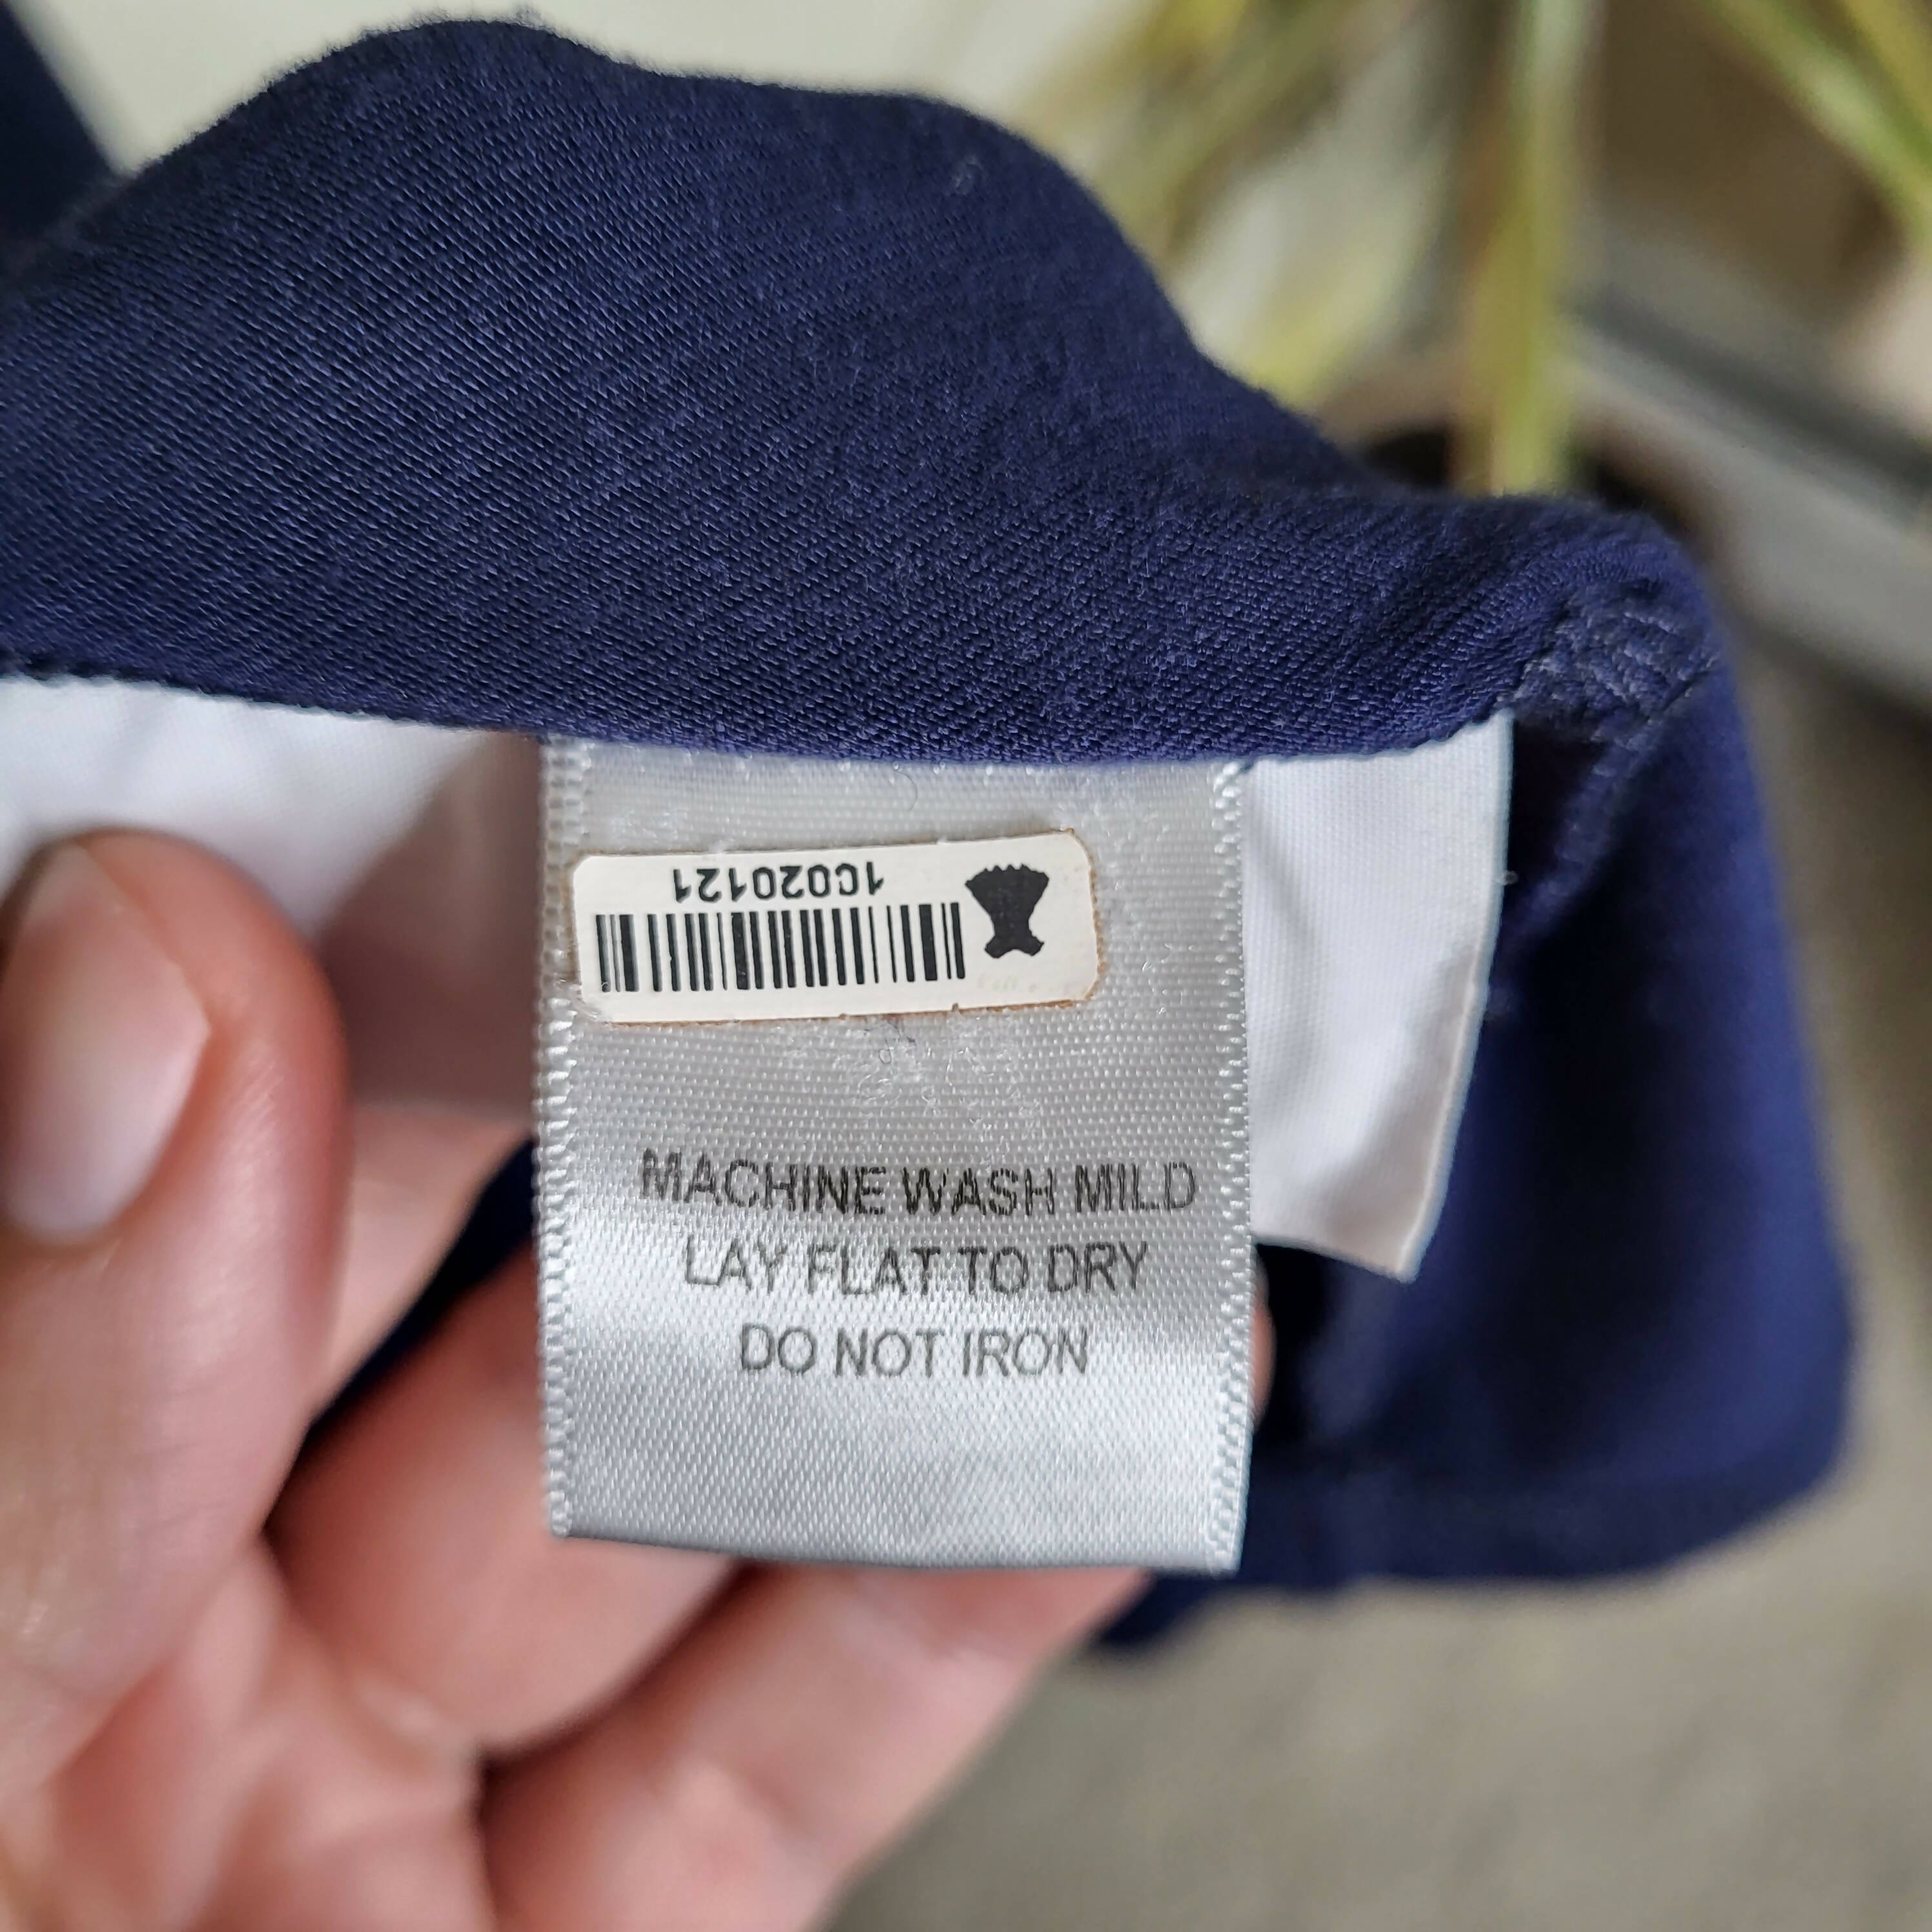 1C020121
MACHINE WASH MILD
LAY FLAT TO DRY
DO NOT IRON